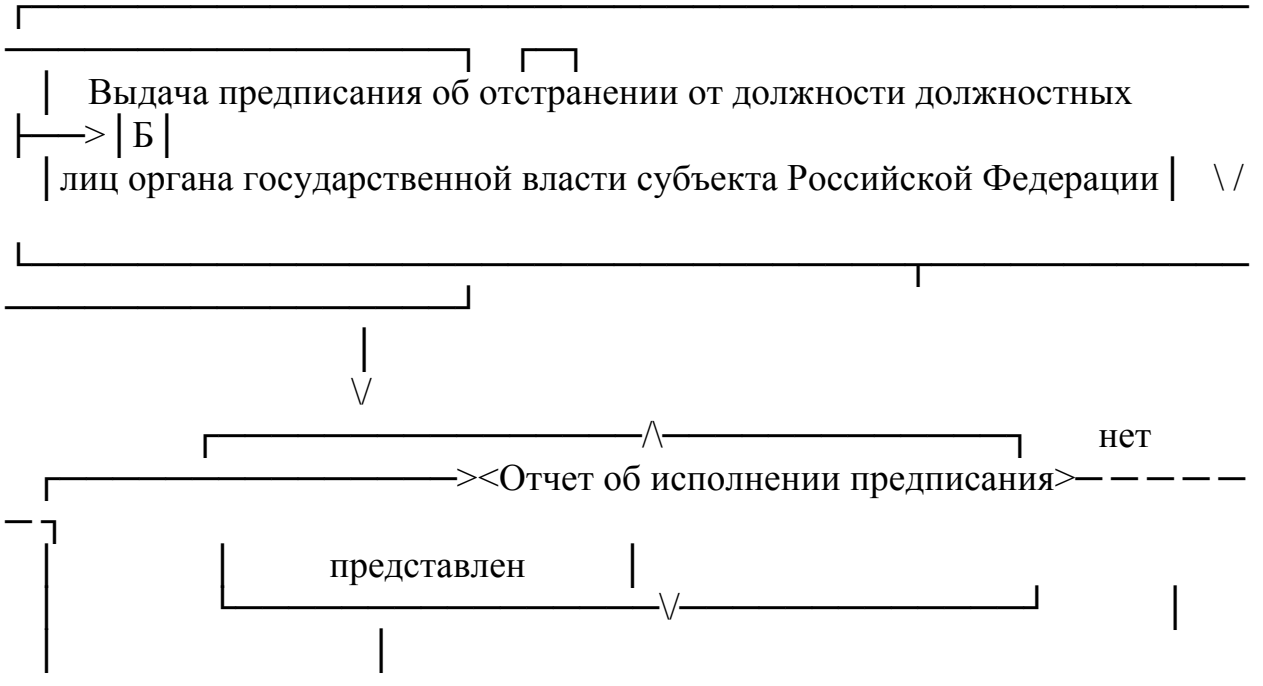 Выдача предписания об отстранении от должности должностных
Б
лиц органа государственной власти субъекта Российской Федерации
нет
Отчет об исполнении предписания
представлен